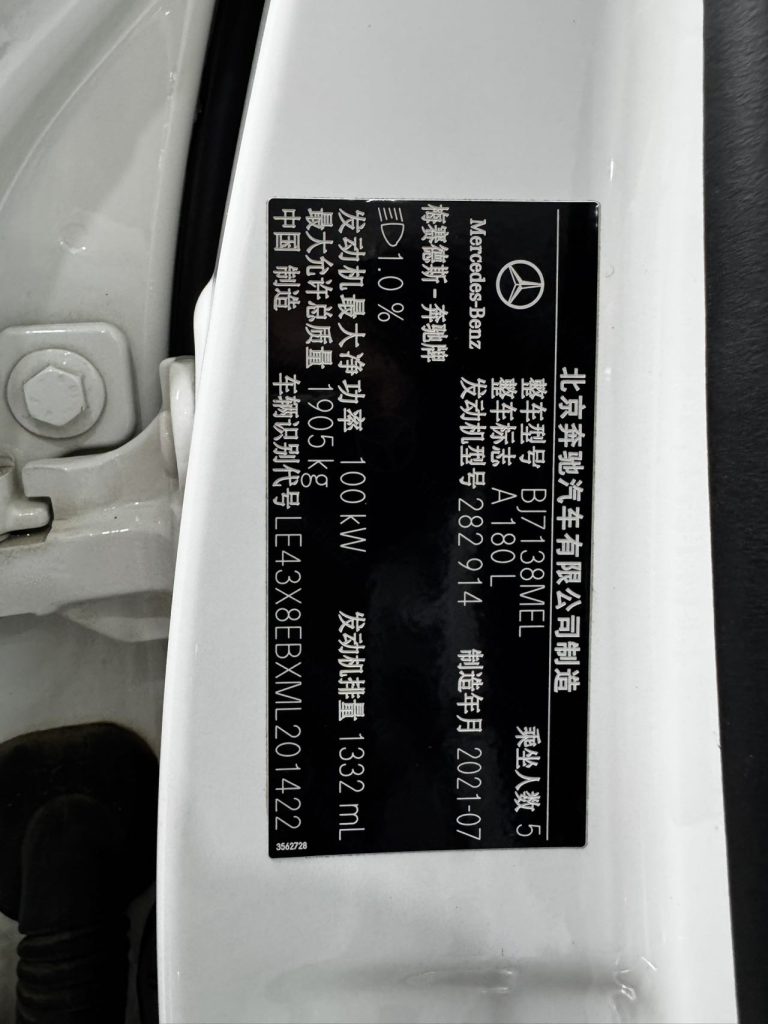 北京奔驰汽车有限公司制造
整车型号 BJ7138MEL 乘坐人数 5
整车标志 A 180 L
Mercedes-Benz 发动机型号 282 914 制造年月 2021-07
梅赛德斯-奔驰牌
1.0 %
发动机最大净功率 100 kW 发动机排量 1332 mL
最大允许总质量 1905 kg
中国 制造 车辆识别代号 LE43X8EBXML201422
3562728